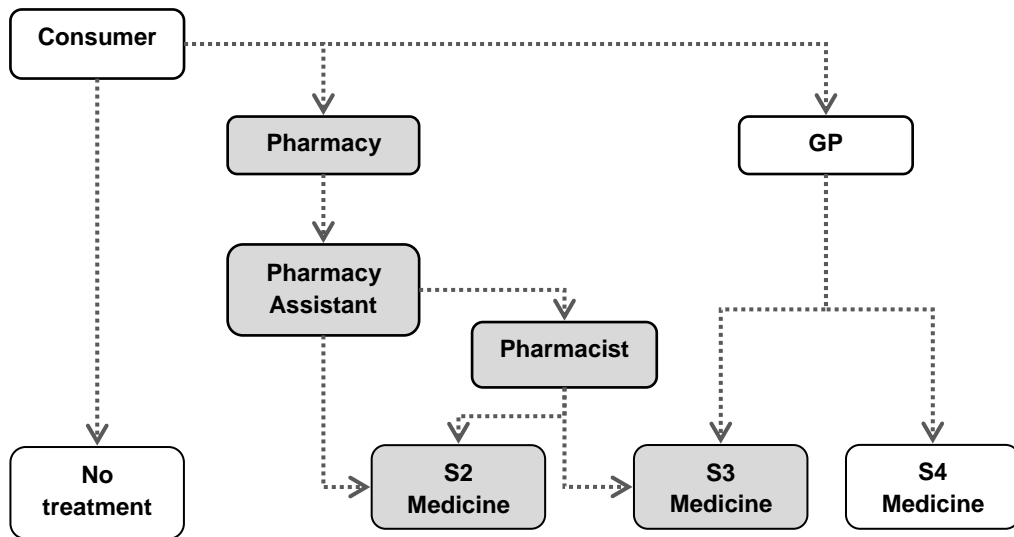 Consumer
Pharmacy
GP
Pharmacy
Assistant
Pharmacist
No
treatment
S2
Medicine
S3
Medicine
S4
Medicine